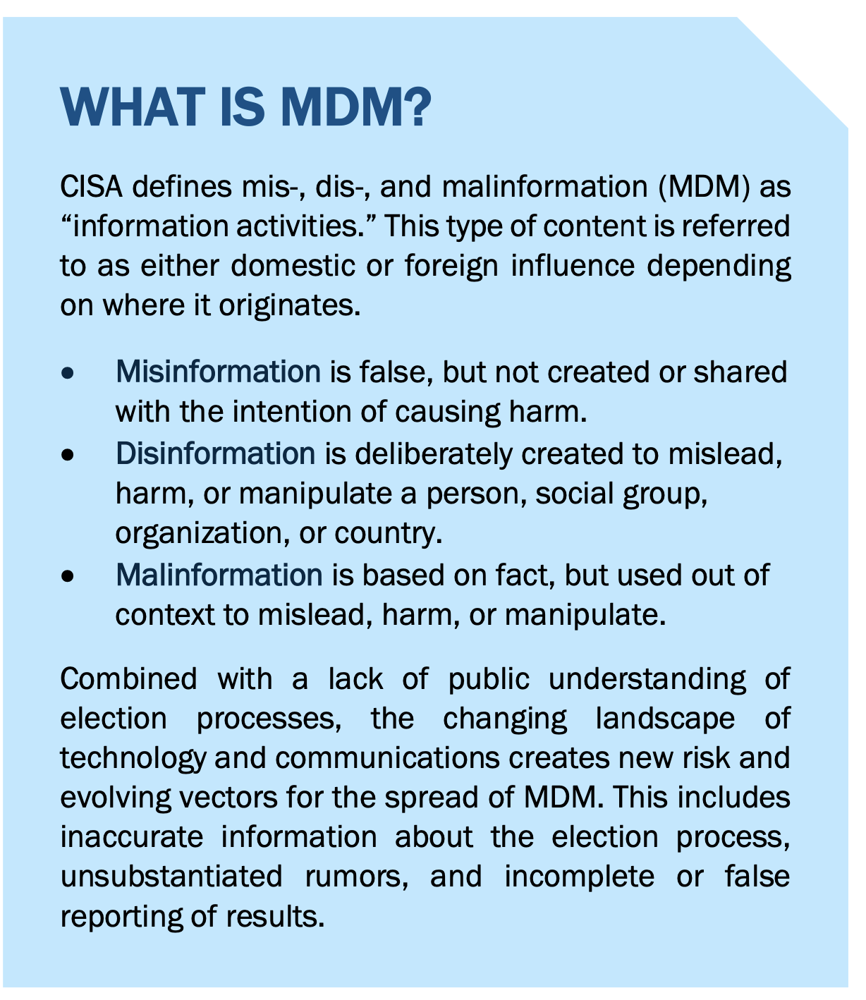 WHAT IS MDM?
CISA defines mis-, dis-, and malinformation (MDM) as
“information activities.” This type of content is referred
to as either domestic or foreign influence depending
on where it originates.
• Misinformation is false, but not created or shared
with the intention of causing harm.
• Disinformation is deliberately created to mislead,
harm, or manipulate a person, social group,
organization, or country.
• Malinformation is based on fact, but used out of
context to mislead, harm, or manipulate.
Combined with a lack of public understanding of
election processes, the changing landscape of
technology and communications creates new risk and
evolving vectors for the spread of MDM. This includes
inaccurate information about the election process,
unsubstantiated rumors, and incomplete or false
reporting of results.